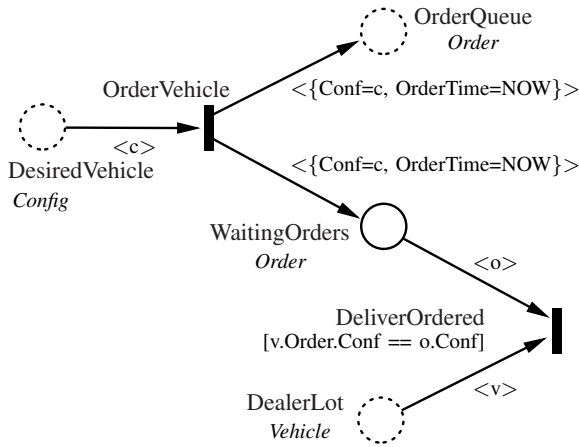 OrderQueue
Order
OrderVehicle
<{Conf=c, OrderTime=NOW}>
<c>
DesiredVehicle
Config
<{Conf=c, OrderTime=NOW}>
WaitingOrders
Order
<o>
DeliverOrdered
[v.Order.Conf == o.Conf]
<v>
DealerLot
Vehicle